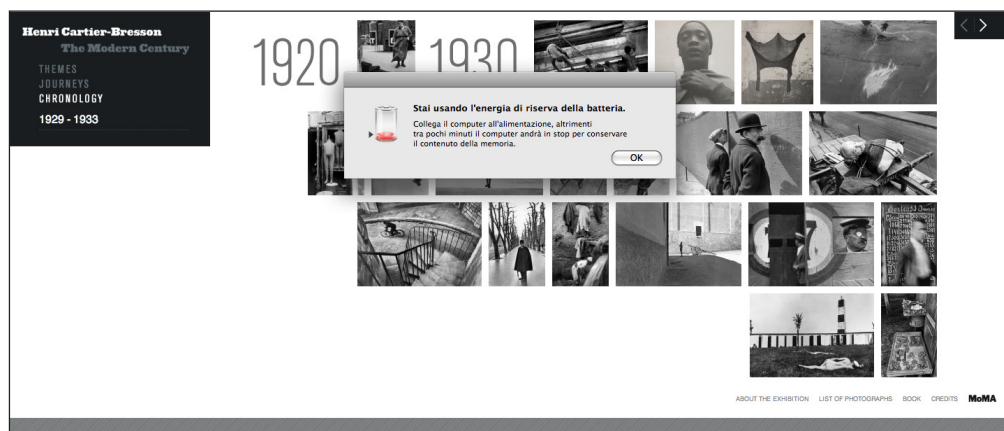 Henri Cartier-Bresson
The Modern Century
THEMES
JOURNEYS
CHRONOLOGY
1929 - 1933
1920
1930
Stai usando l'energia di riserva della batteria.
Collega il computer all'alimentazione, altrimenti
tra pochi minuti il computer andrà in stop per conservare
il contenuto della memoria.
OK
7
ABOUT THE EXHIBITION LIST OF PHOTOGRAPHS BOOK CREDITS MoMA